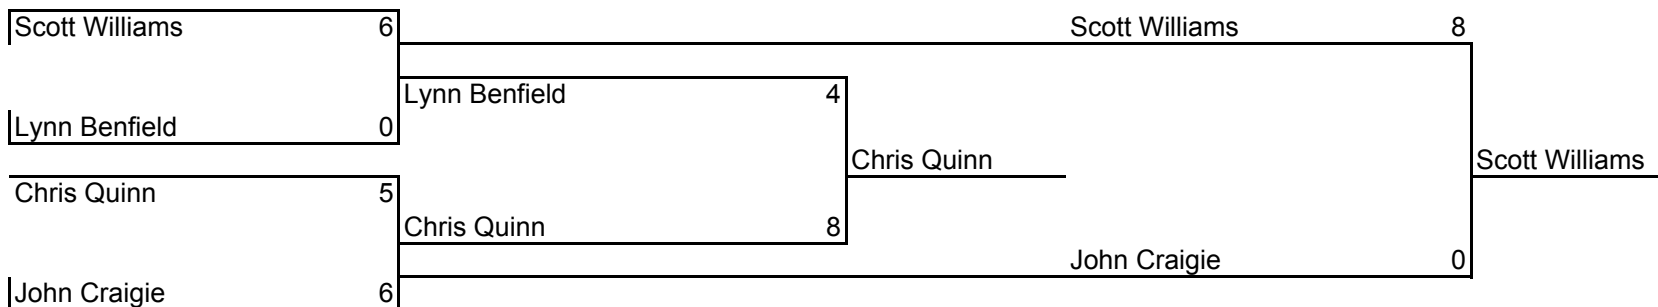 Scott Williams 6 Scott Williams 8
Lynn Benfield 4
Lynn Benfield 0
Chris Quinn Scott Williams
Chris Quinn 5
Chris Quinn 8
John Craigie 0
John Craigie 6